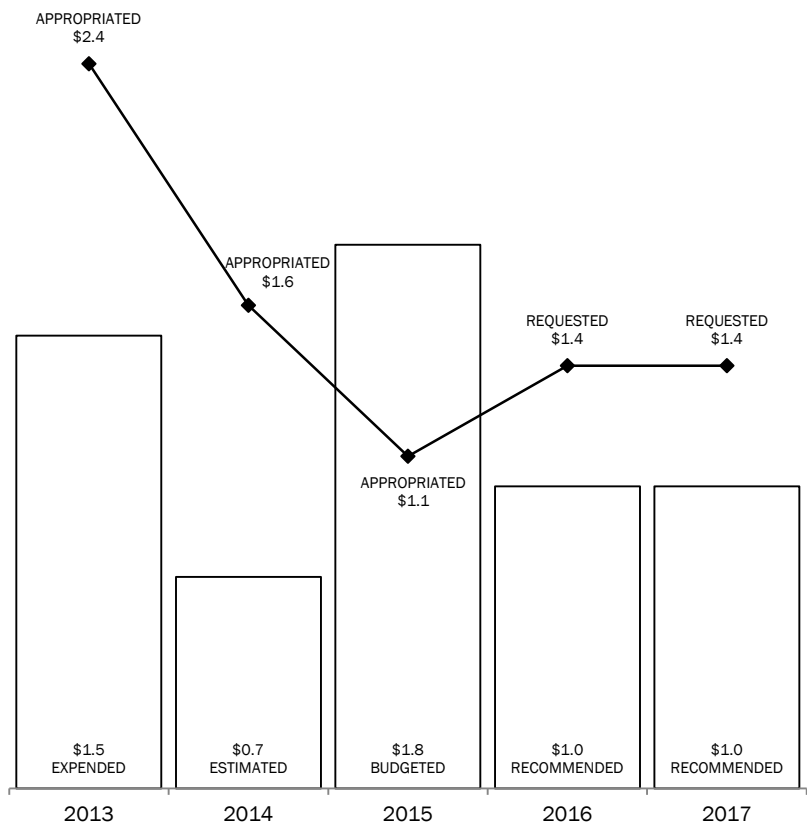 APPROPRIATED
$2.4
APPROPRIATED
$1.6
REQUESTED
$1.4
REQUESTED
$1.4
APPROPRIATED
$1.1
$1.5
EXPENDED
$0.7
ESTIMATED
$1.8
BUDGETED
$1.0
RECOMMENDED
$1.0
RECOMMENDED
2013
2014
2015
2016
2017